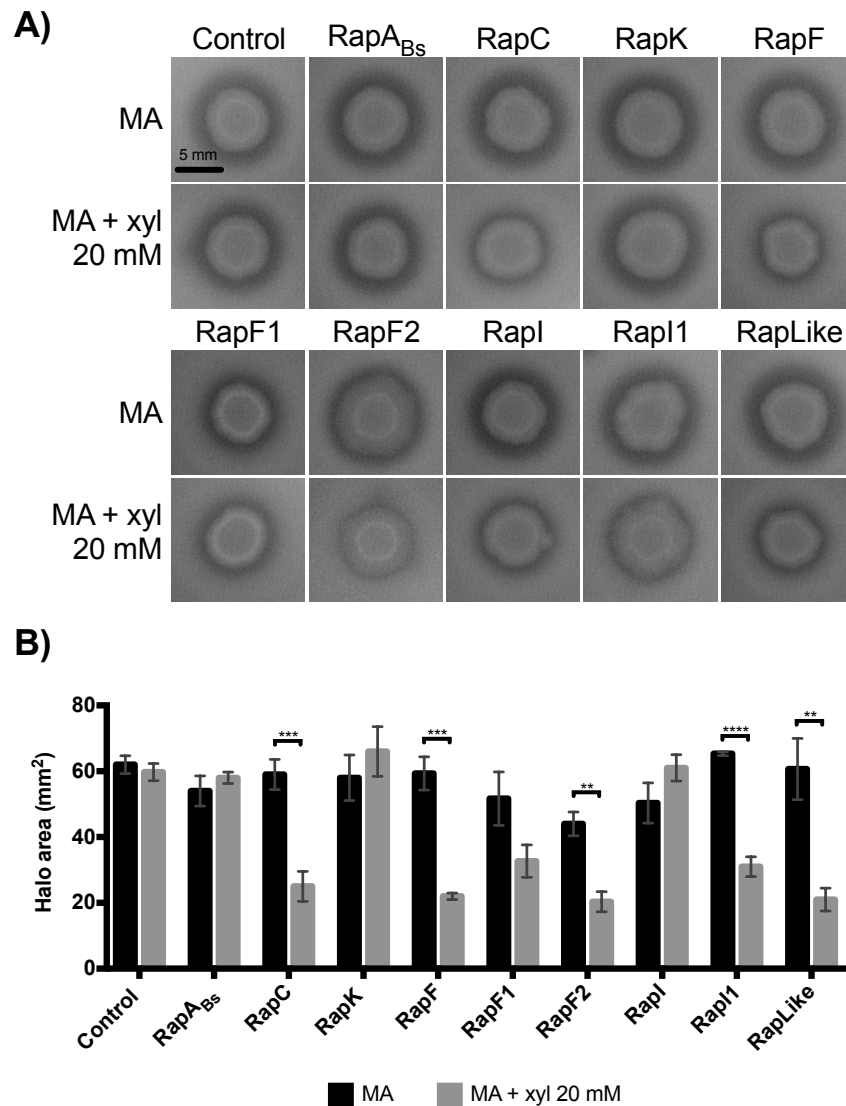 A)
Control RapA_Bs RapC RapK RapF
MA
5 mm
MA + xyl
20 mM
RapF1 RapF2 RapI RapI1 RapLike
MA
MA + xyl
20 mM
B)
Halo area (mm²)
80
60
40
20
0
*** *** ** **** **
Control RapA_Bs RapC RapK RapF RapF1 RapF2 RapI RapI1 RapLike
MA MA + xyl 20 mM